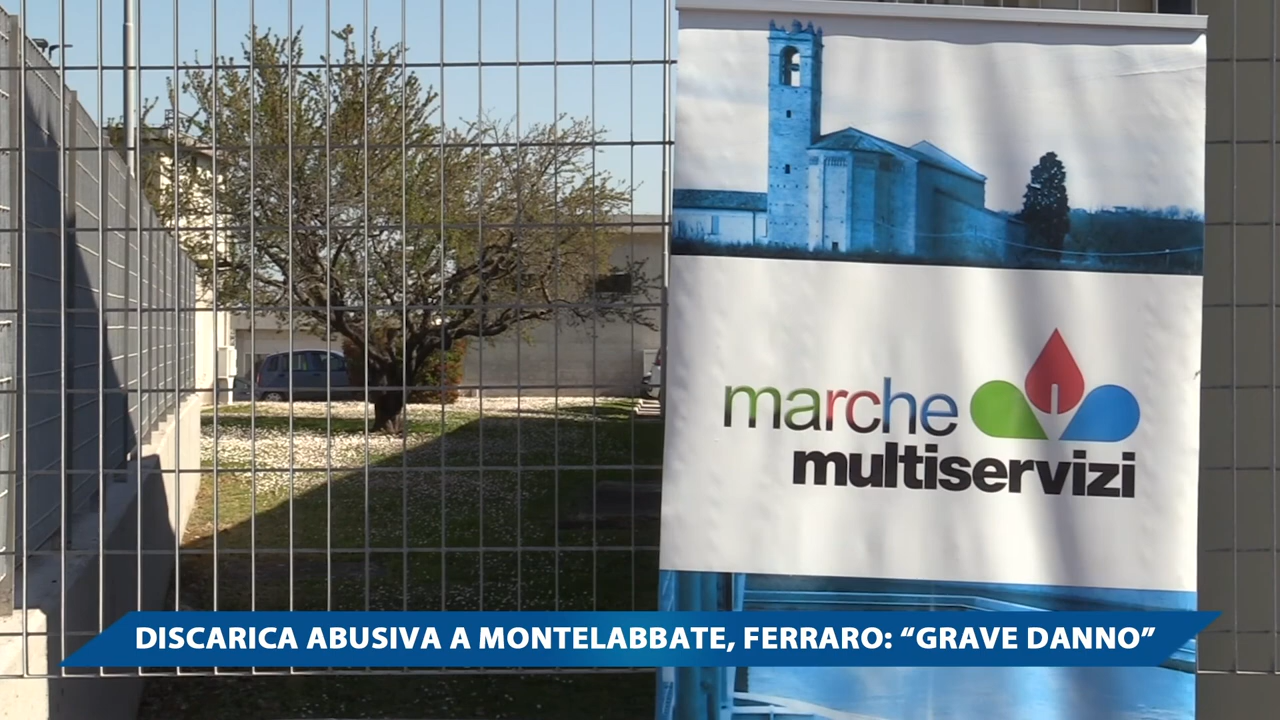 marche
multiservizi
DISCARICA ABUSIVA A MONTELABBATE, FERRARO: “GRAVE DANNO”